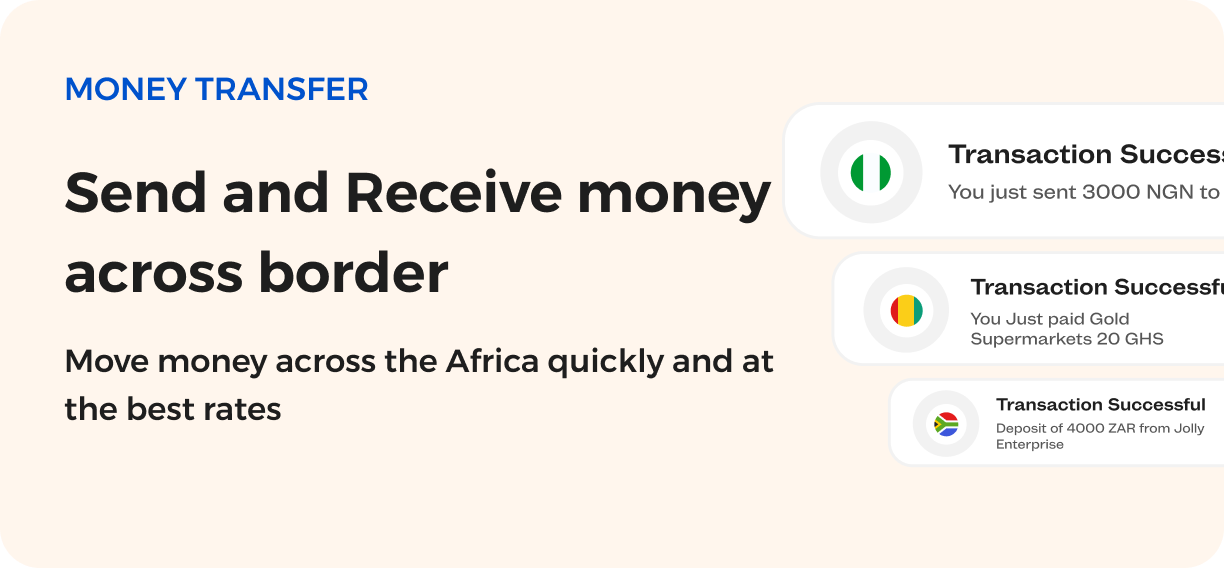 MONEY TRANSFER
Send and Receive money
across border
Move money across the Africa quickly and at
the best rates
Transaction Success
You just sent 3000 NGN to
Transaction Successfu
You Just paid Gold
Supermarkets 20 GHS
Transaction Successful
Deposit of 4000 ZAR from Jolly
Enterprise